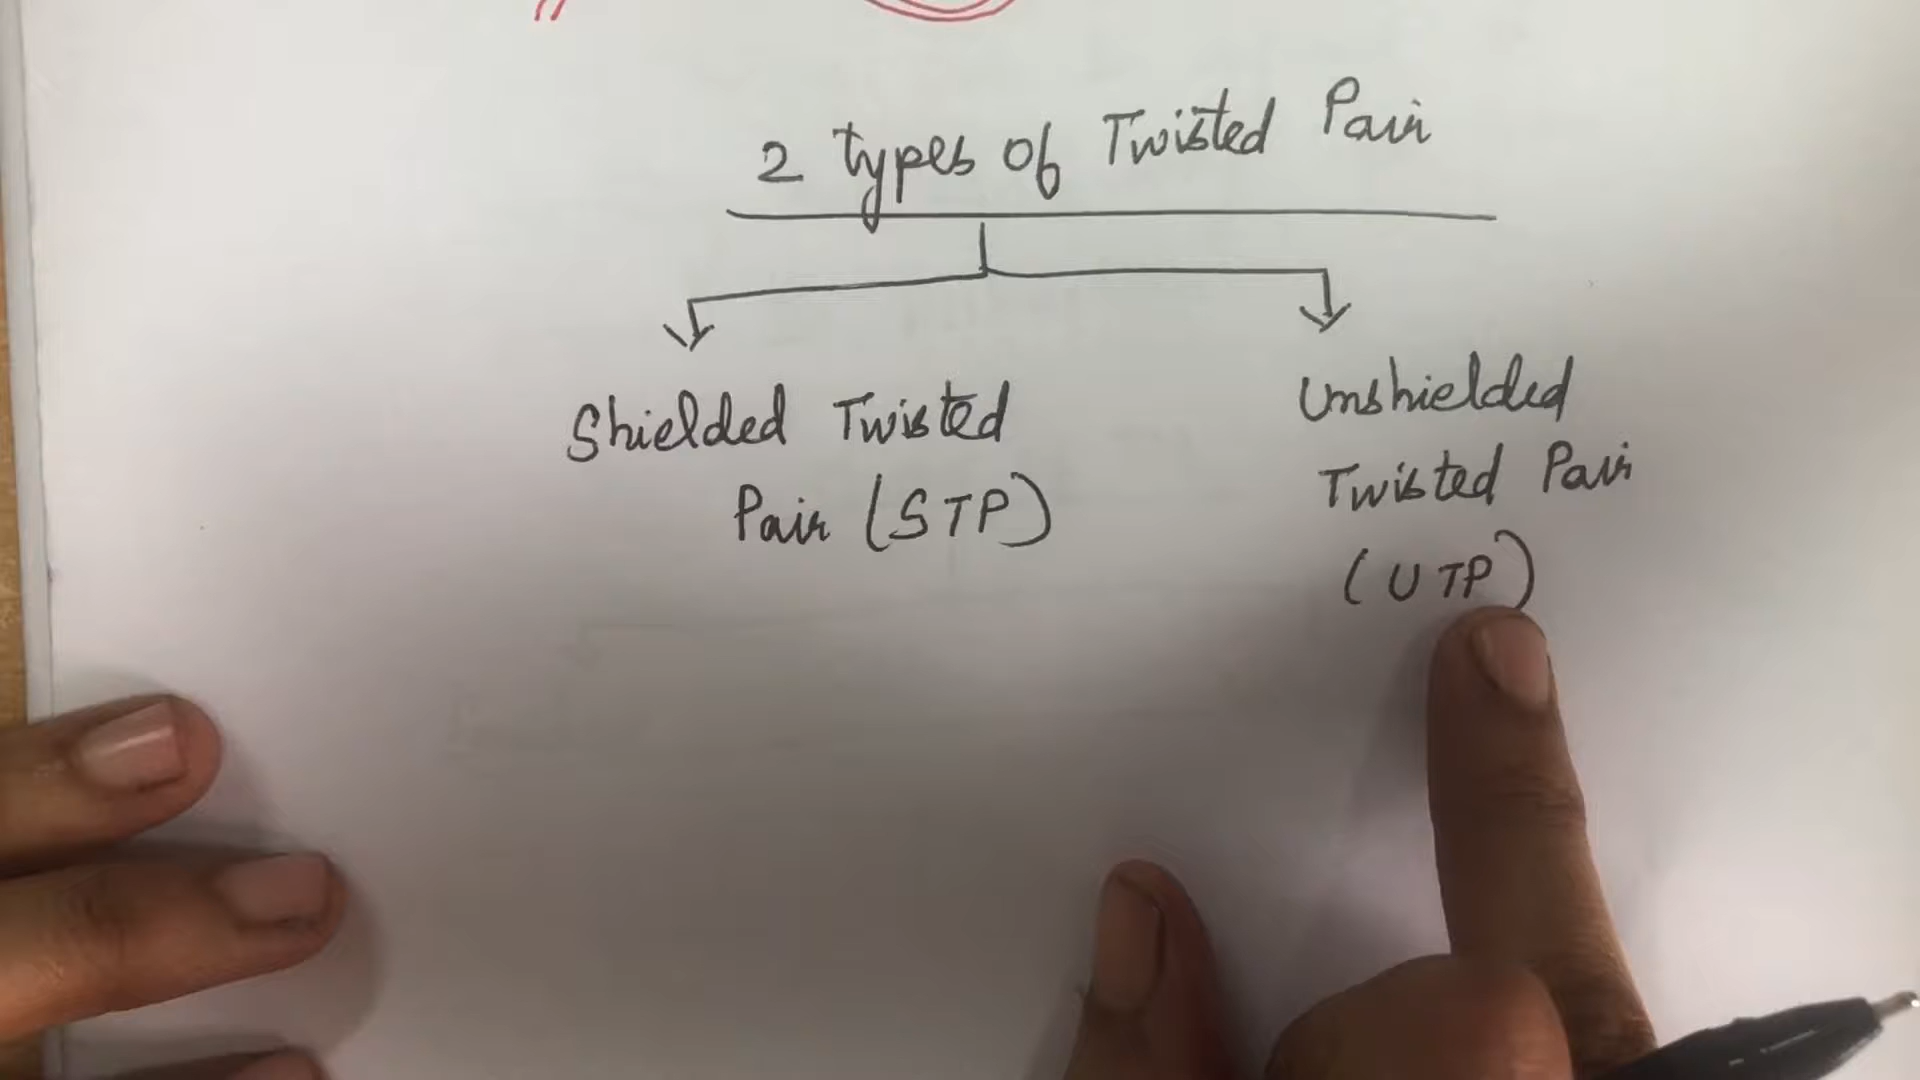 2 types of Twisted Pair
Shielded Twisted
Pair (STP)
Unshielded
Twisted Pair
(UTP)